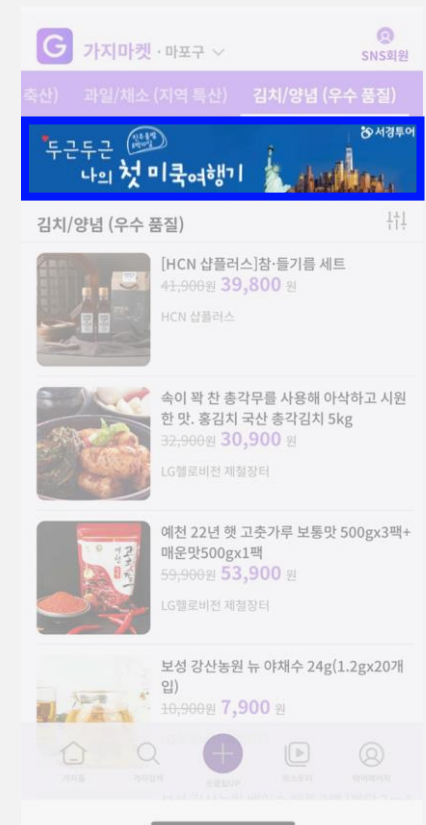 G 가지마켓 · 마포구
SNS회원
축산) 과일/채소 (지역 특산) 김치/양념 (우수 품질)
두근두근
나의 첫 미쿡여행기
서경투어
김치/양념 (우수 품질)
[HCN 샵플러스]참·들기름 세트
41,900원 39,800 원
HCN 샵플러스
속이 꽉 찬 총각무를 사용해 아삭하고 시원
한 맛. 홍김치 국산 총각김치 5kg
32,900원 30,900 원
LG헬로비전 제철장터
예천 22년 햇 고춧가루 보통맛 500gx3팩+
매운맛500gx1팩
59,900원 53,900 원
LG헬로비전 제철장터
보성 강산농원 뉴 야채수 24g(1.2gx20개
입)
10,900원 7,900 원
가지홈 가지검색